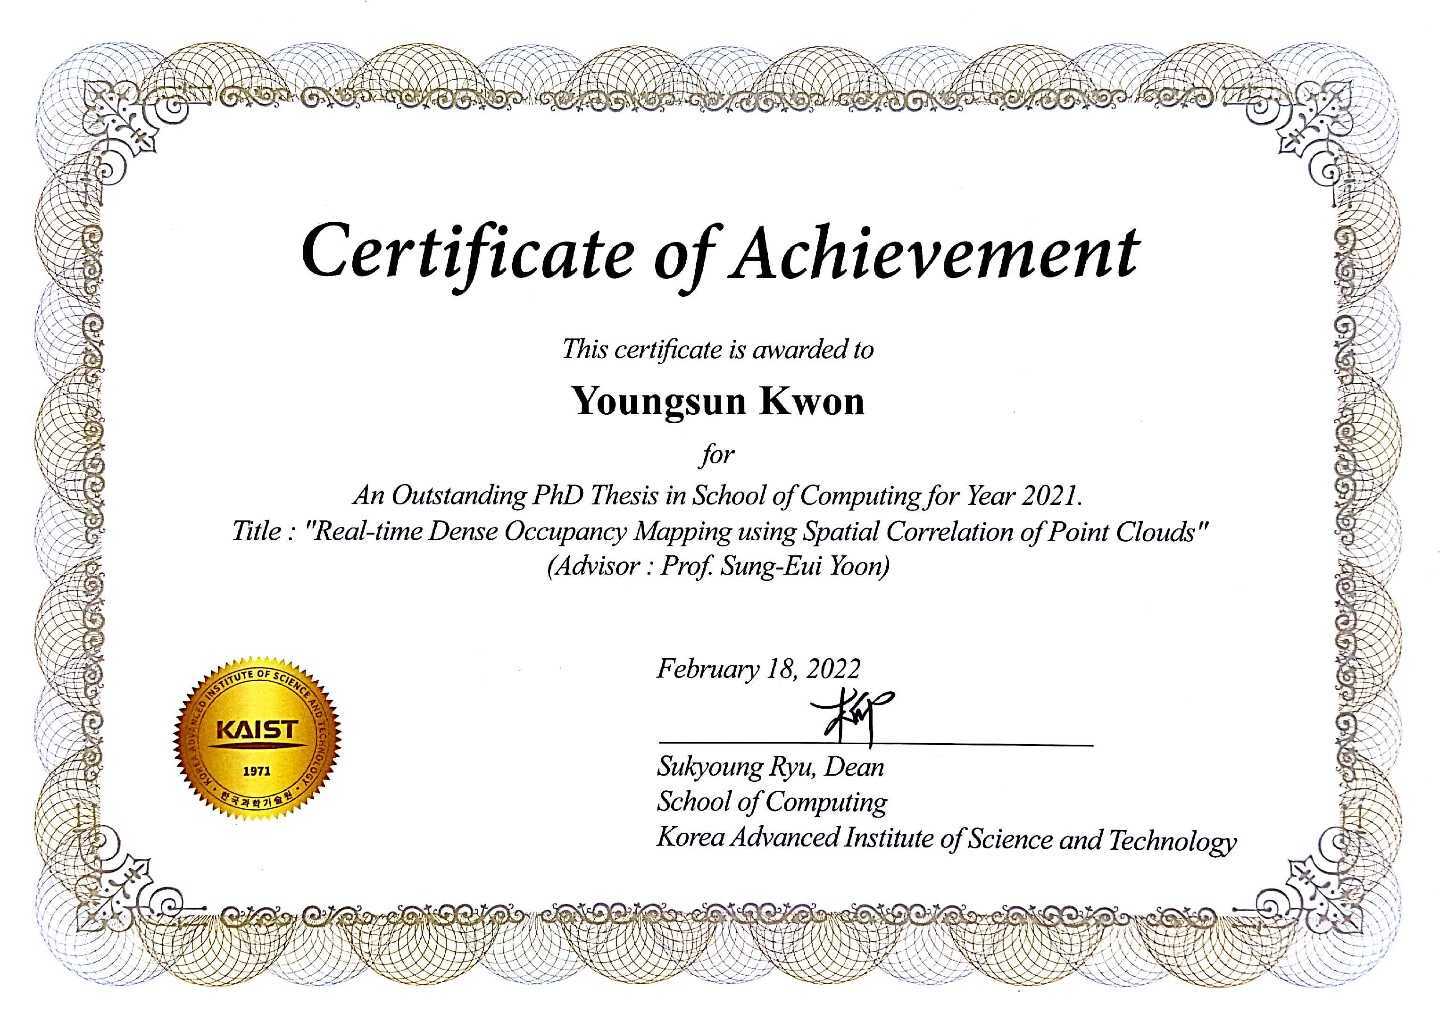 Certificate of Achievement
This certificate is awarded to
Youngsun Kwon
for
An Outstanding PhD Thesis in School of Computing for Year 2021.
Title : "Real-time Dense Occupancy Mapping using Spatial Correlation of Point Clouds"
(Advisor : Prof. Sung-Eui Yoon)
February 18, 2022
Sukyoung Ryu, Dean
School of Computing
Korea Advanced Institute of Science and Technology
KOREA ADVANCED INSTITUTE OF SCIENCE AND TECHNOLOGY
KAIST
1971
한국과학기술원